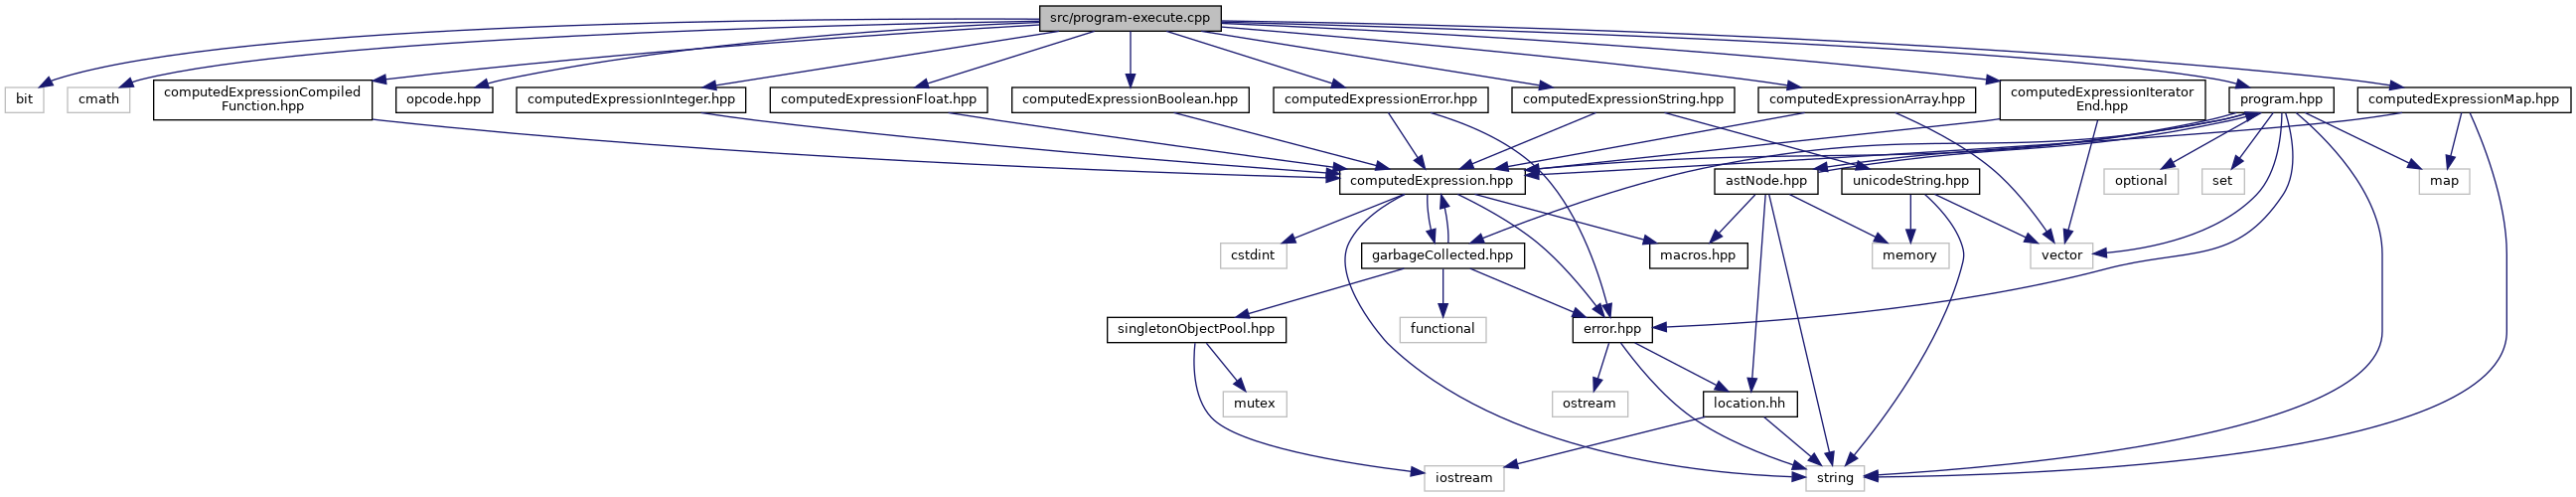 src/program-execute.cpp
bit
cmath
computedExpressionCompiled
Function.hpp
opcode.hpp
computedExpressionInteger.hpp
computedExpressionFloat.hpp
computedExpressionBoolean.hpp
computedExpressionError.hpp
computedExpressionString.hpp
computedExpressionArray.hpp
computedExpressionIterator
End.hpp
program.hpp
computedExpressionMap.hpp
computedExpression.hpp
astNode.hpp
unicodeString.hpp
optional
set
map
cstdint
garbageCollected.hpp
macros.hpp
memory
vector
singletonObjectPool.hpp
functional
error.hpp
mutex
ostream
location.hh
iostream
string